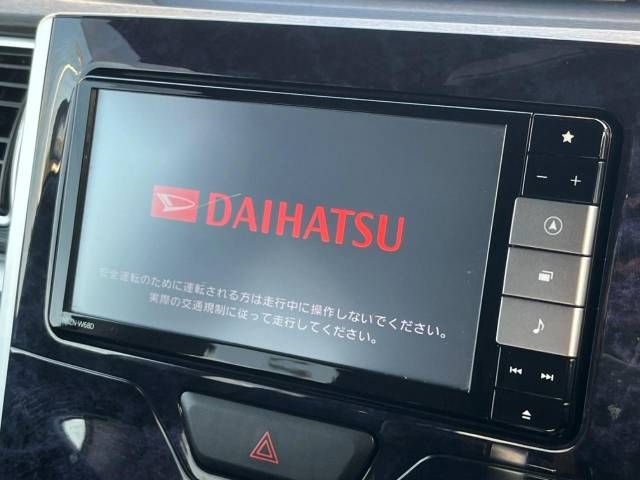 DAIHATSU
安全運転のために運転される方は走行中に操作しないでください。
実際の交通規制に従って走行してください。